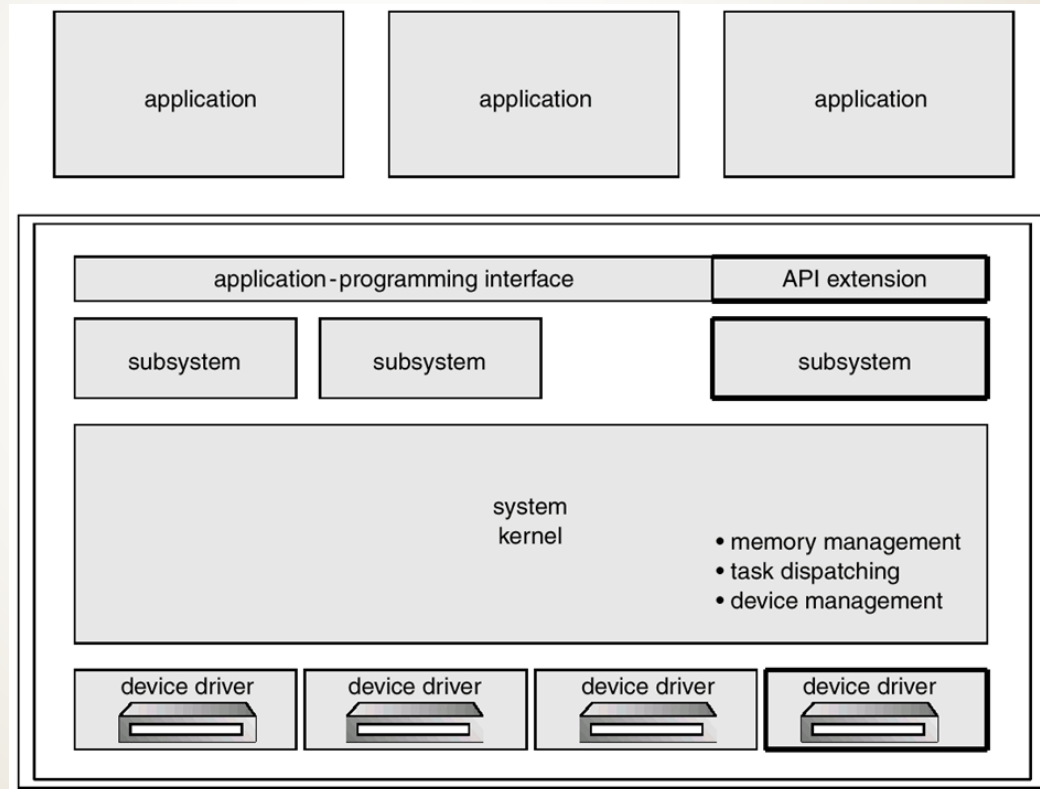 application
application
application
application-programming interface
API extension
subsystem
subsystem
subsystem
system
kernel
• memory management
• task dispatching
• device management
device driver
device driver
device driver
device driver